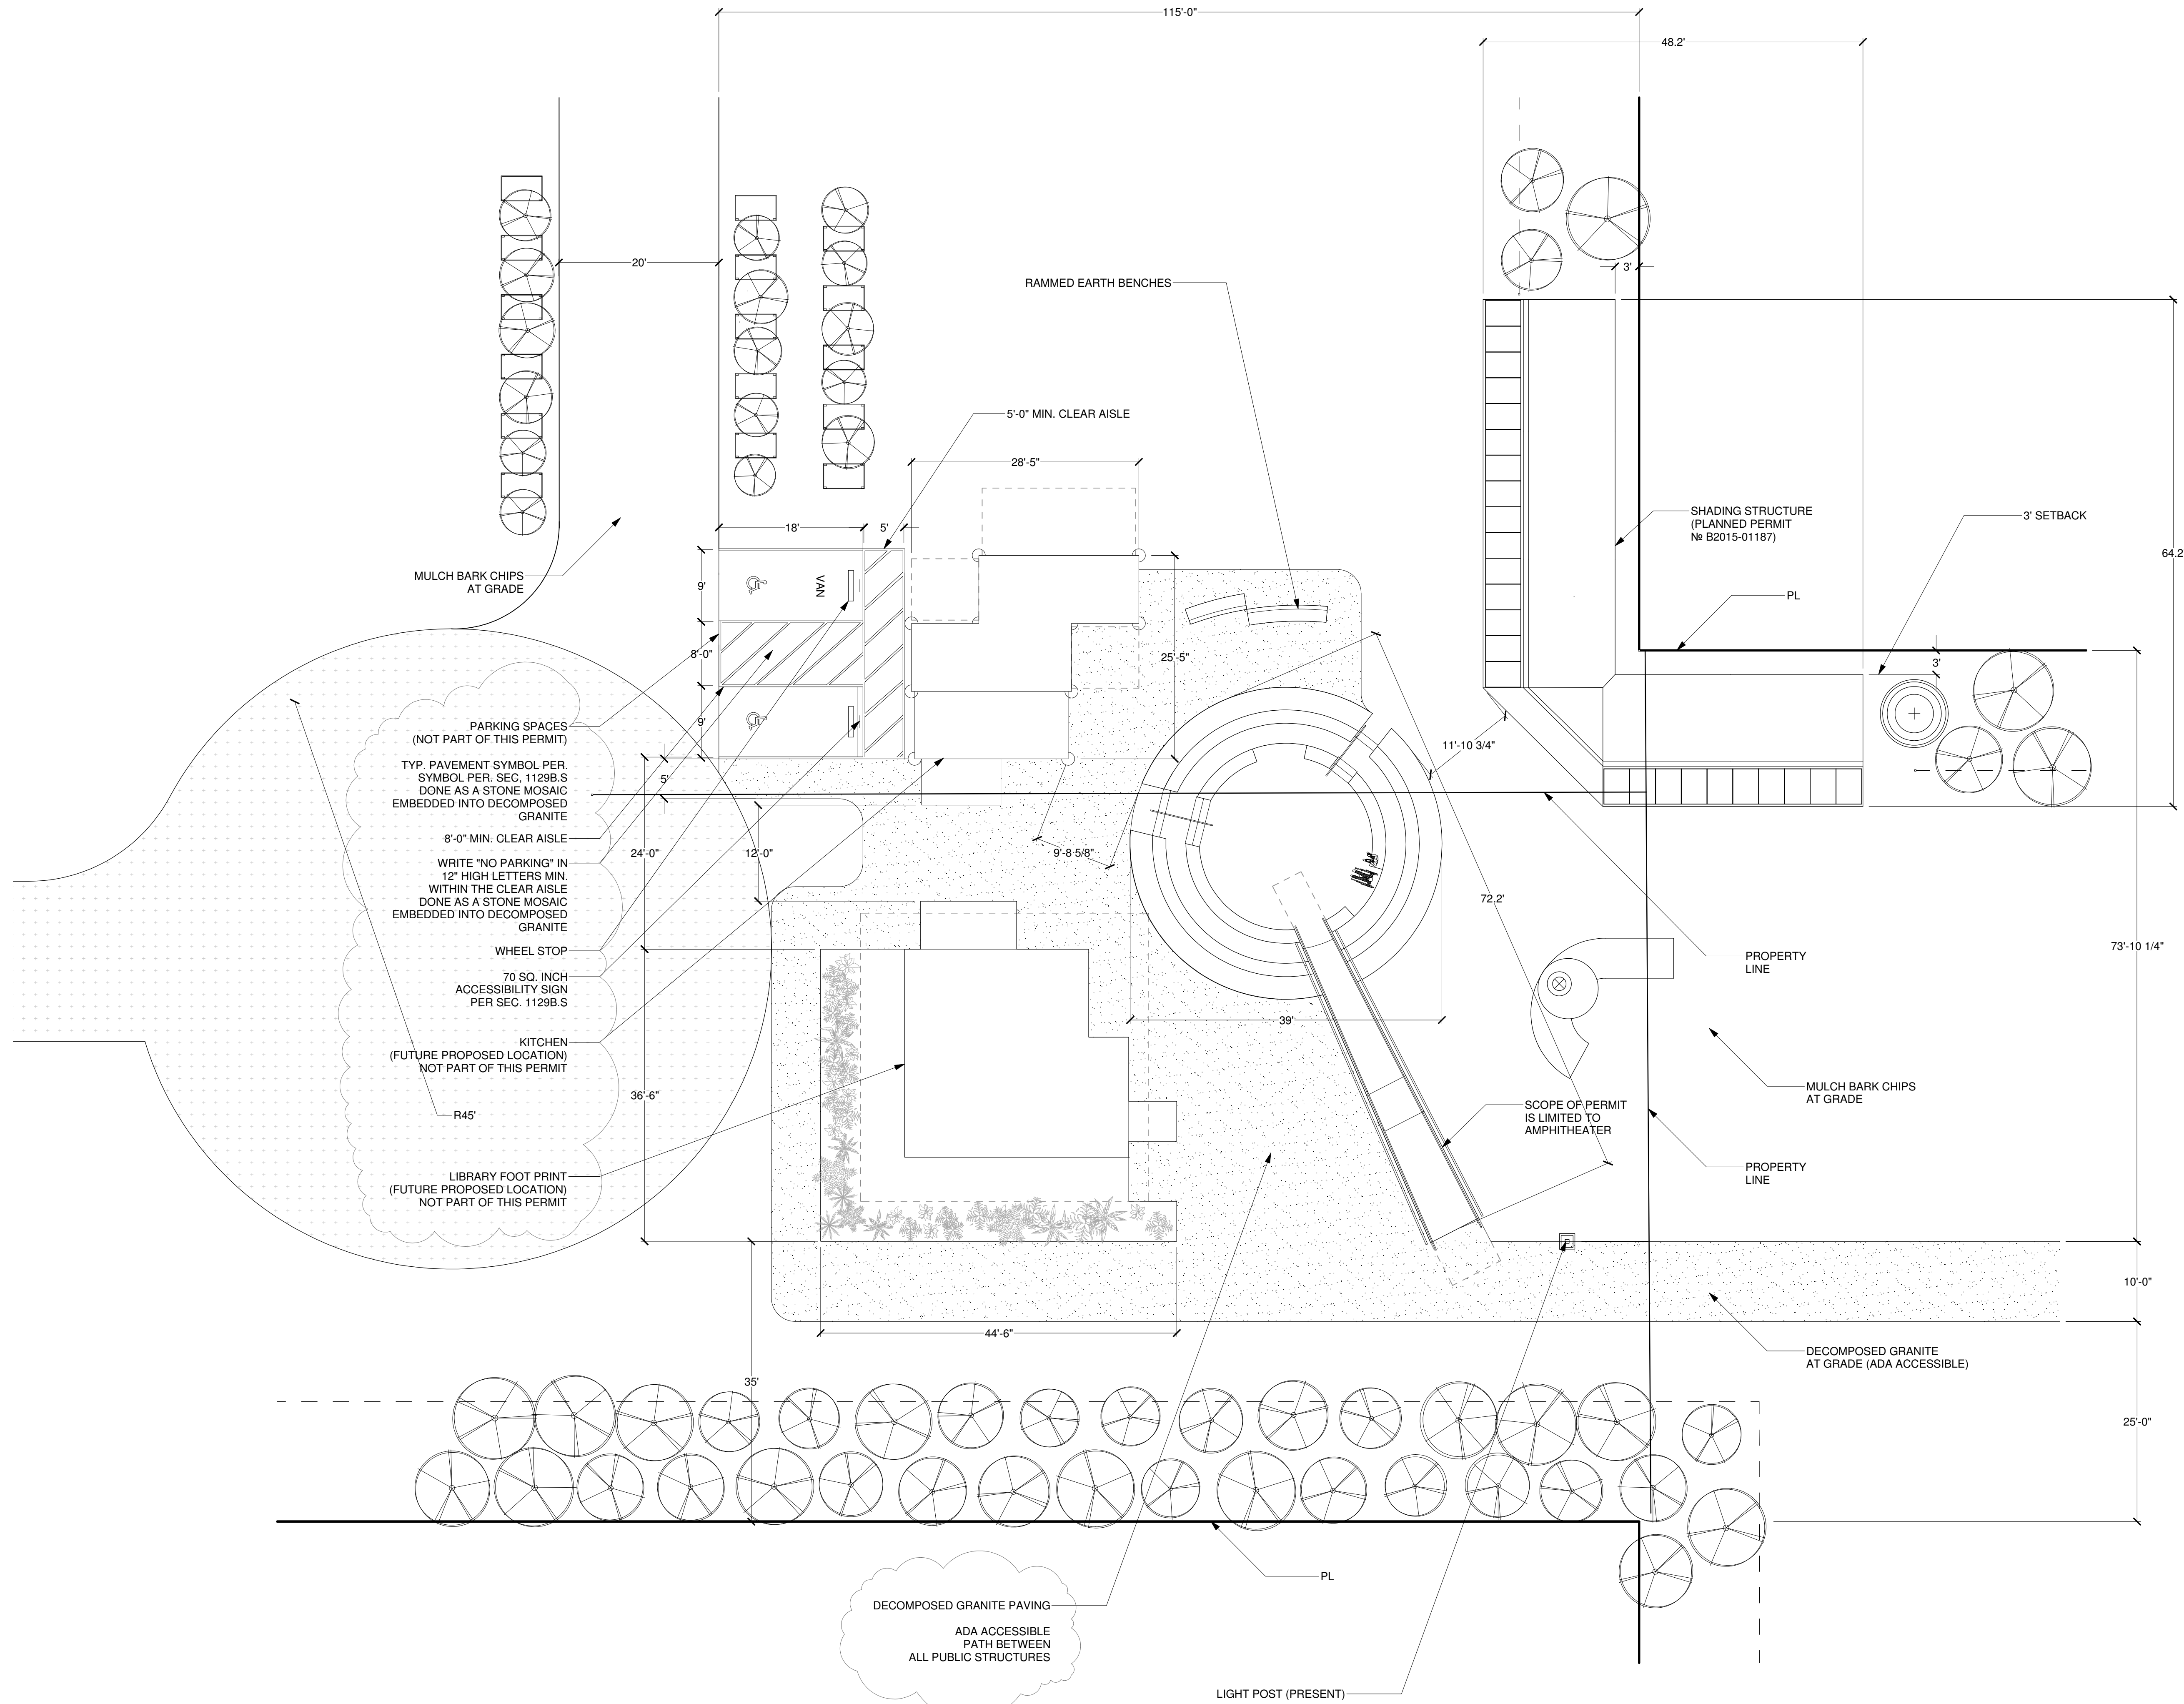 115'-0"
48.2'
20'
3'
RAMMED EARTH BENCHES
5'-0" MIN. CLEAR AISLE
28'-5"
SHADING STRUCTURE
(PLANNED PERMIT
№ B2015-01187)
3' SETBACK
18'
5'
64.2
MULCH BARK CHIPS
AT GRADE
9'
VAN
PL
8'-0"
25'-5"
3'
9'
PARKING SPACES
(NOT PART OF THIS PERMIT)
11'-10 3/4"
TYP. PAVEMENT SYMBOL PER.
SYMBOL PER. SEC, 1129B.S
DONE AS A STONE MOSAIC
EMBEDDED INTO DECOMPOSED
GRANITE
5'
8'-0" MIN. CLEAR AISLE
24'-0"
12'-0"
9'-8 5/8"
WRITE "NO PARKING" IN
12" HIGH LETTERS MIN.
WITHIN THE CLEAR AISLE
DONE AS A STONE MOSAIC
EMBEDDED INTO DECOMPOSED
GRANITE
72.2'
73'-10 1/4"
WHEEL STOP
PROPERTY
LINE
70 SQ. INCH
ACCESSIBILITY SIGN
PER SEC. 1129B.S
39'
KITCHEN
(FUTURE PROPOSED LOCATION)
NOT PART OF THIS PERMIT
MULCH BARK CHIPS
AT GRADE
36'-6"
R45'
SCOPE OF PERMIT
IS LIMITED TO
AMPHITHEATER
LIBRARY FOOT PRINT
(FUTURE PROPOSED LOCATION)
NOT PART OF THIS PERMIT
PROPERTY
LINE
10'-0"
44'-6"
DECOMPOSED GRANITE
AT GRADE (ADA ACCESSIBLE)
35'
25'-0"
PL
DECOMPOSED GRANITE PAVING
ADA ACCESSIBLE
PATH BETWEEN
ALL PUBLIC STRUCTURES
LIGHT POST (PRESENT)